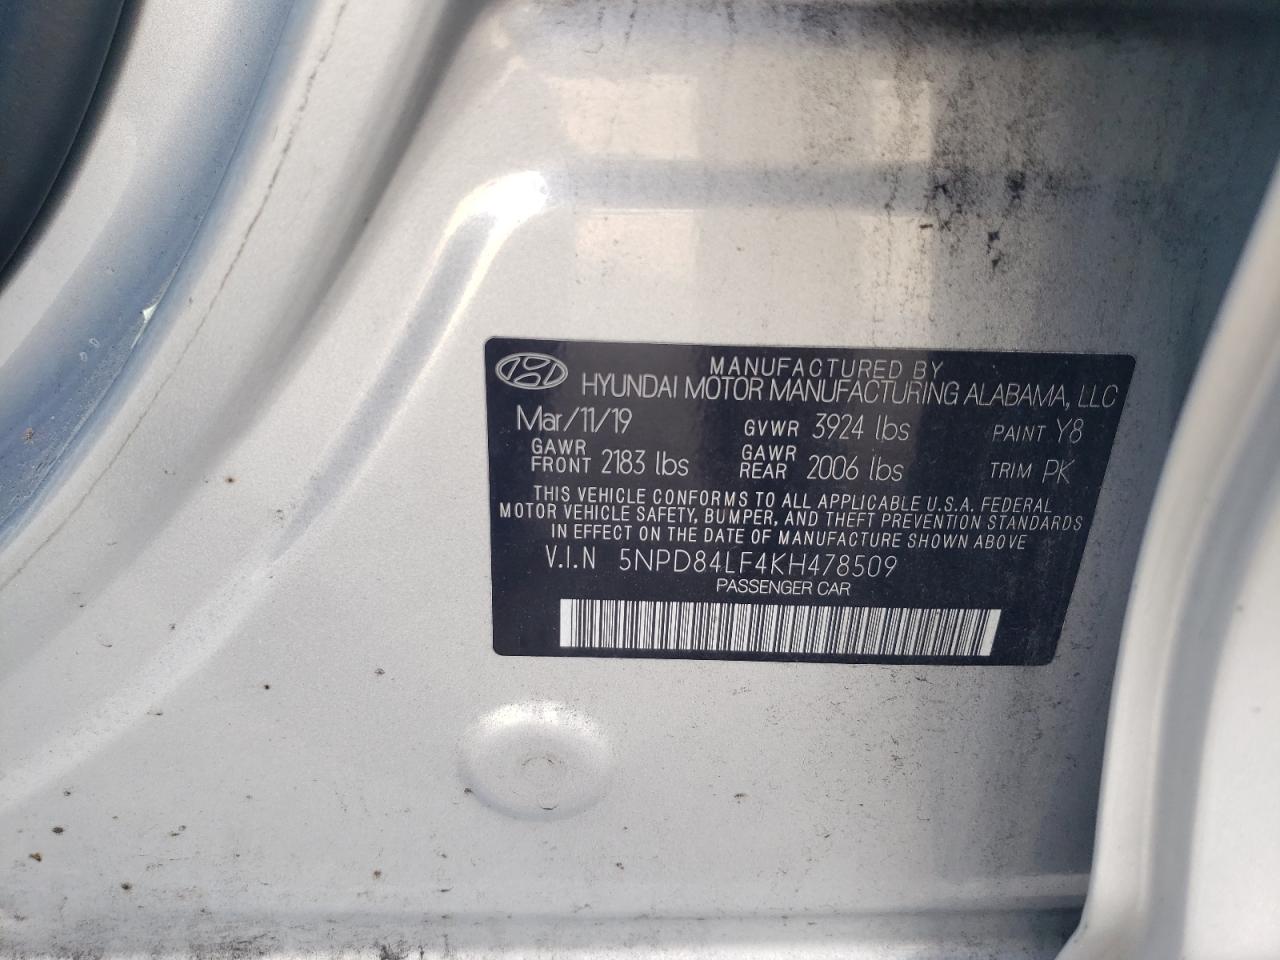 MANUFACTURED BY
HYUNDAI MOTOR MANUFACTURING ALABAMA, LLC
Mar/11/19 GVWR 3924 lbs PAINT Y8
GAWR FRONT 2183 lbs GAWR REAR 2006 lbs TRIM PK
THIS VEHICLE CONFORMS TO ALL APPLICABLE U.S.A. FEDERAL
MOTOR VEHICLE SAFETY, BUMPER, AND THEFT PREVENTION STANDARDS
IN EFFECT ON THE DATE OF MANUFACTURE SHOWN ABOVE
V.I.N 5NPD84LF4KH478509
PASSENGER CAR